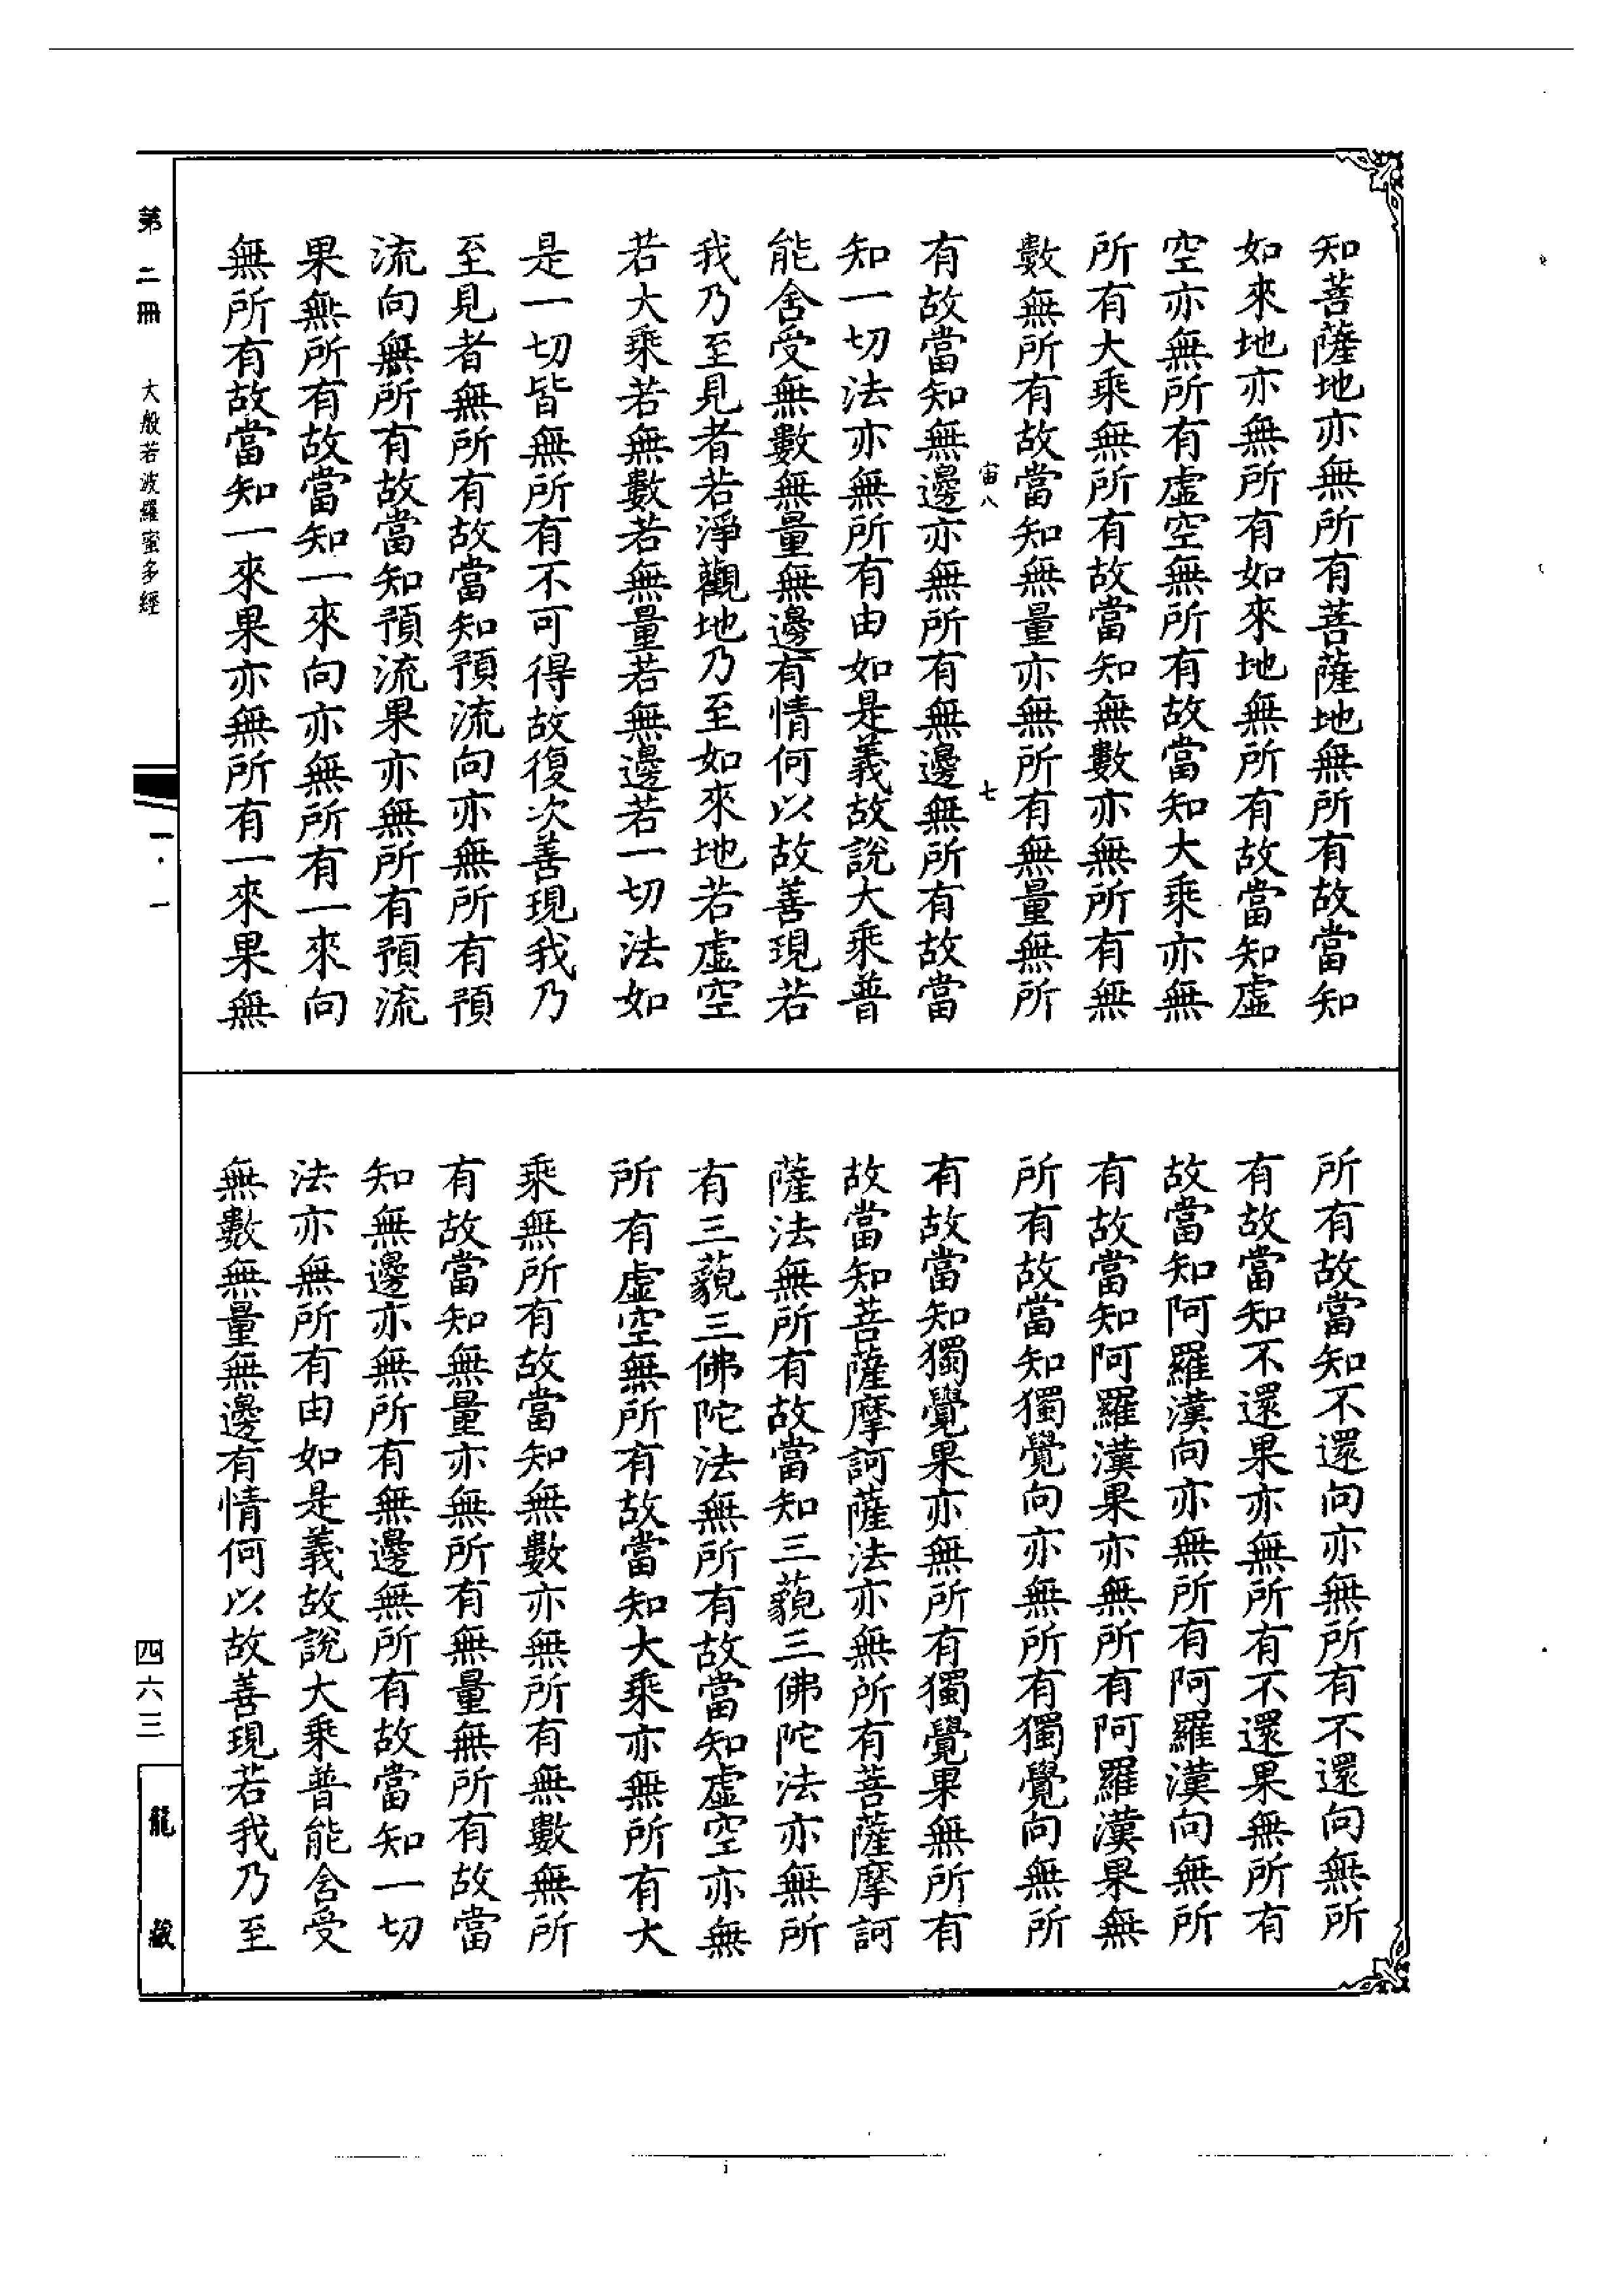 知菩薩地亦無所有菩薩地無所有故當知
如來地亦無所有如來地無所有故當知虛
空亦無所有虛空無所有故當知大乘亦無
所有大乘無所有故當知無數亦無所有無
數無所有故當知無量亦無所有無量無所
宙八 七
有故當知無邊亦無所有無邊無所有故當
知一切法亦無所有由如是義故說大乘普
能舍受無數無量無邊有情何以故善現若
我乃至見者若淨觀地乃至如來地若虛空
若大乘若無數若無量若無邊若一切法如
是一切皆無所有不可得故復次善現我乃
至見者無所有故當知預流向亦無所有預
流向無所有故當知預流果亦無所有預流
果無所有故當知一來向亦無所有一來向
無所有故當知一來果亦無所有一來果無
所有故當知不還向亦無所有不還向無所
有故當知不還果亦無所有不還果無所有
故當知阿羅漢向亦無所有阿羅漢向無所
有故當知阿羅漢果亦無所有阿羅漢果無
所有故當知獨覺向亦無所有獨覺向無所
有故當知獨覺果亦無所有獨覺果無所有
故當知菩薩摩訶薩法亦無所有菩薩摩訶
薩法無所有故當知三藐三佛陀法亦無所
有三藐三佛陀法無所有故當知虛空亦無
所有虛空無所有故當知大乘亦無所有大
乘無所有故當知無數亦無所有無數無所
有故當知無量亦無所有無量無所有故當
知無邊亦無所有無邊無所有故當知一切
法亦無所有由如是義故說大乘普能舍受
無數無量無邊有情何以故善現若我乃至
第二冊 大般若波羅蜜多經
一·一
四六三
龍藏